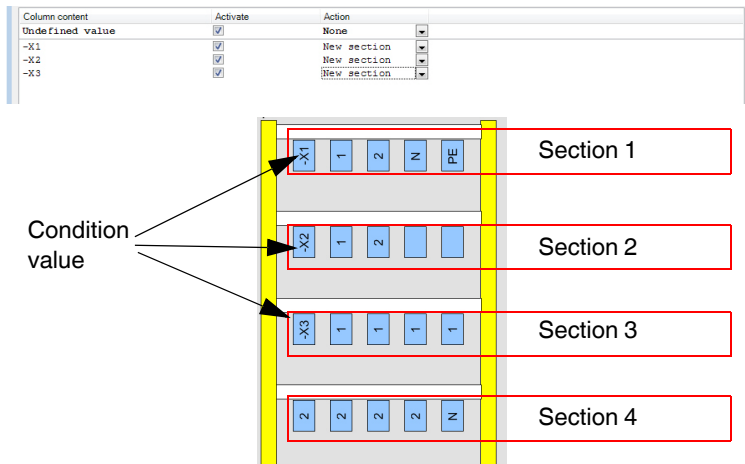 Column content Activate Action
Undefined value None
-X1 New section
-X2 New section
-X3 New section
-X1 1 2 N PE Section 1
Condition
value
-X2 1 2 Section 2
-X3 1 1 1 1 Section 3
2 2 2 2 N Section 4